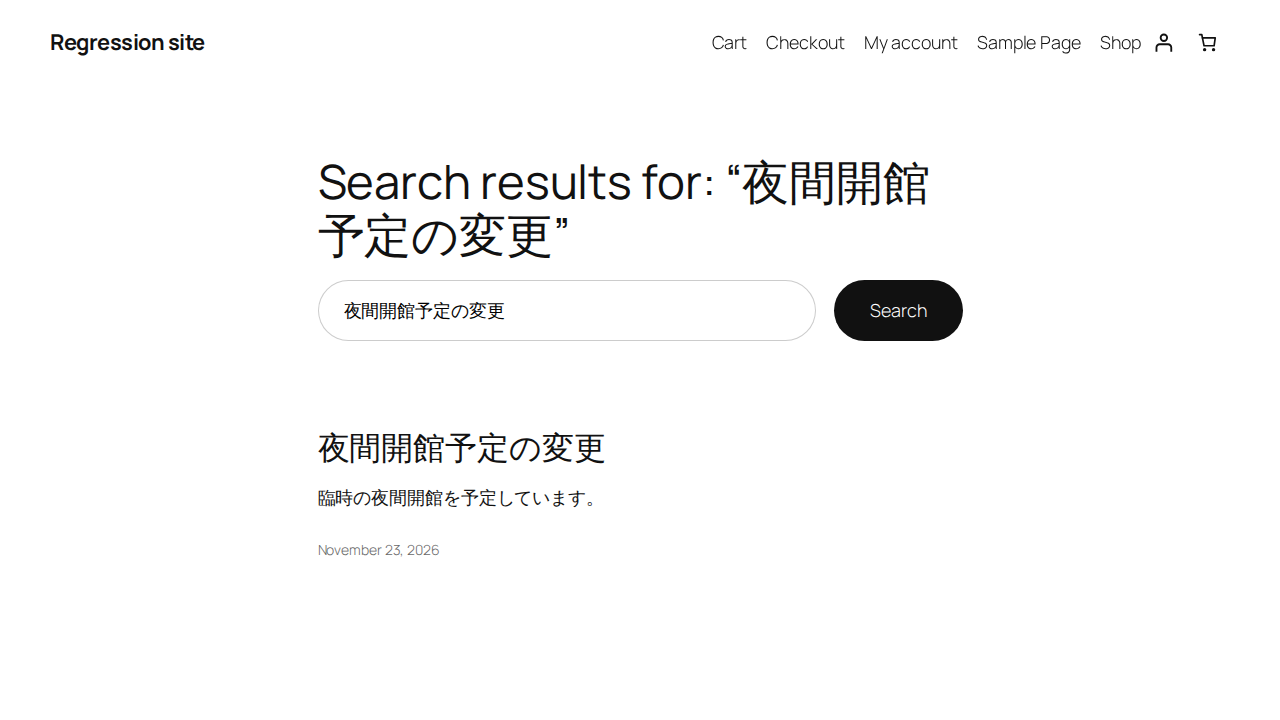 Regression site
Cart Checkout My account Sample Page Shop
Search results for: “夜間開館
予定の変更”
夜間開館予定の変更
Search
夜間開館予定の変更
臨時の夜間開館を予定しています。
November 23, 2026